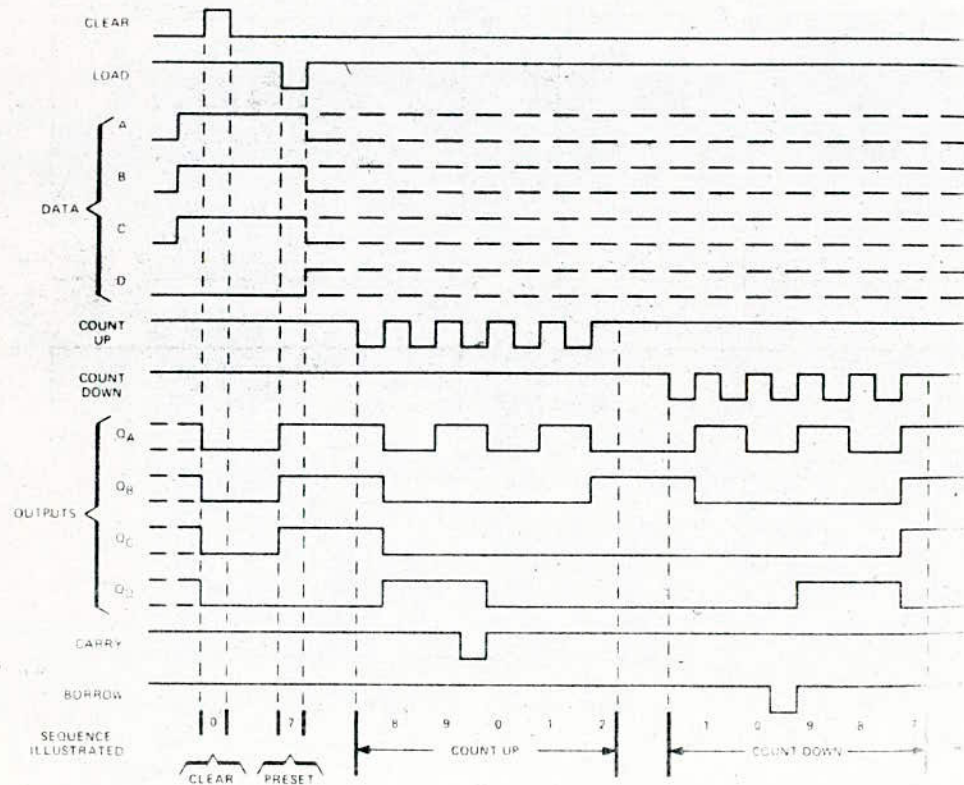 CLEAR
LOAD
A
B
DATA
C
D
COUNT
UP
COUNT
DOWN
QA
QB
OUTPUTS
QC
QD
CARRY
BORROW
0 7 8 9 0 1 2 1 0 9 8 7
SEQUENCE
ILLUSTRATED
COUNT UP COUNT DOWN
CLEAR PRESET